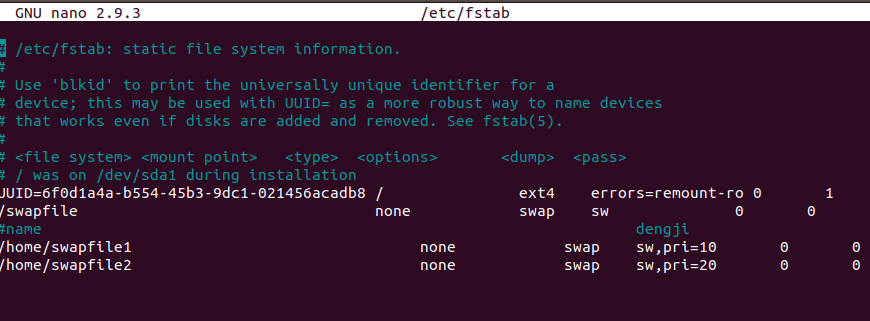 GNU nano 2.9.3 /etc/fstab
# /etc/fstab: static file system information.
#
# Use 'blkid' to print the universally unique identifier for a
# device; this may be used with UUID= as a more robust way to name devices
# that works even if disks are added and removed. See fstab(5).
#
# <file system> <mount point> <type> <options> <dump> <pass>
# / was on /dev/sda1 during installation
UUID=6f0d1a4a-b554-45b3-9dc1-021456acadb8 / ext4 errors=remount-ro 0 1
/swapfile none swap sw 0 0
#name dengji
/home/swapfile1 none swap sw,pri=10 0 0
/home/swapfile2 none swap sw,pri=20 0 0